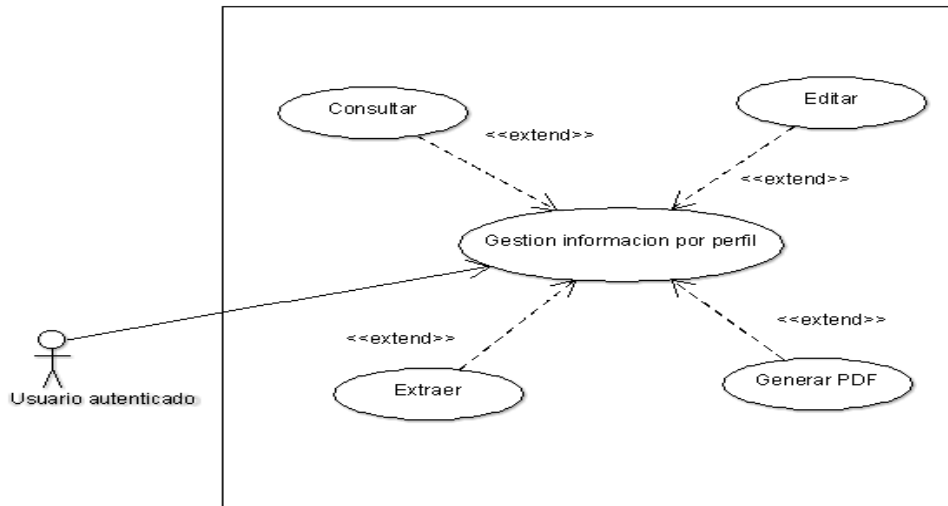 Consultar
Editar
<<extend>>
<<extend>>
Gestion informacion por perfil
<<extend>>
<<extend>>
Usuario autenticado
Extraer
Generar PDF